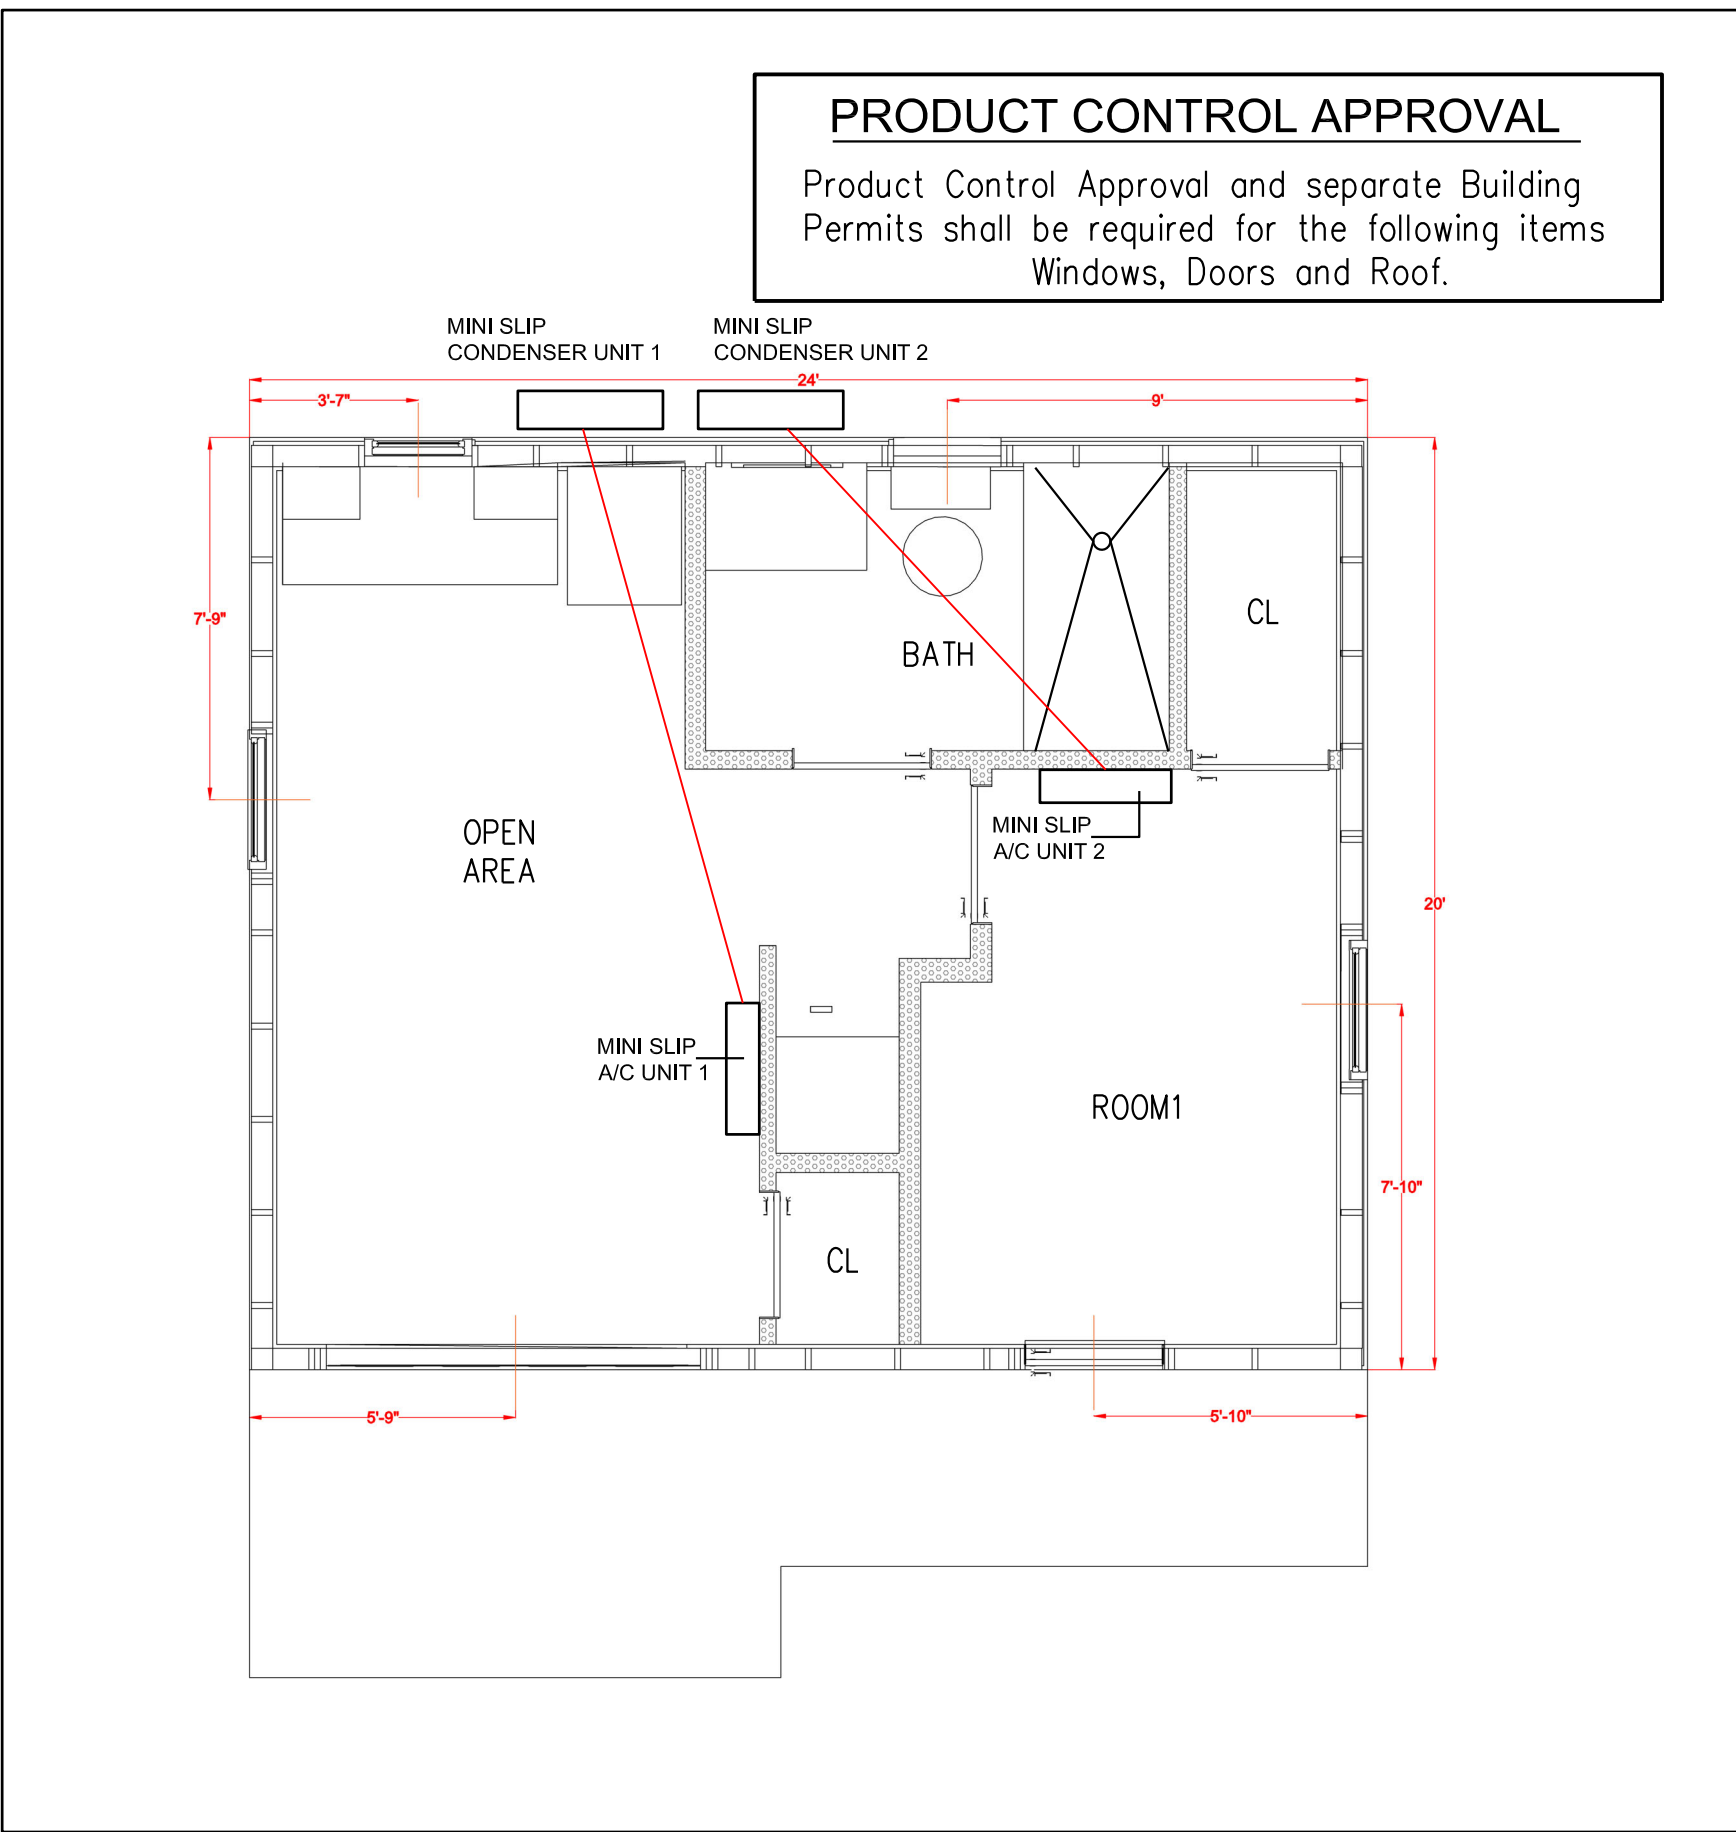 PRODUCT CONTROL APPROVAL
Product Control Approval and separate Building
Permits shall be required for the following items
Windows, Doors and Roof.
MINI SLIP
CONDENSER UNIT 1
MINI SLIP
CONDENSER UNIT 2
24'
3'-7"
9'
7'-9"
CL
BATH
OPEN
AREA
MINI SLIP
A/C UNIT 2
20'
MINI SLIP
A/C UNIT 1
ROOM1
7'-10"
CL
5'-9"
5'-10"